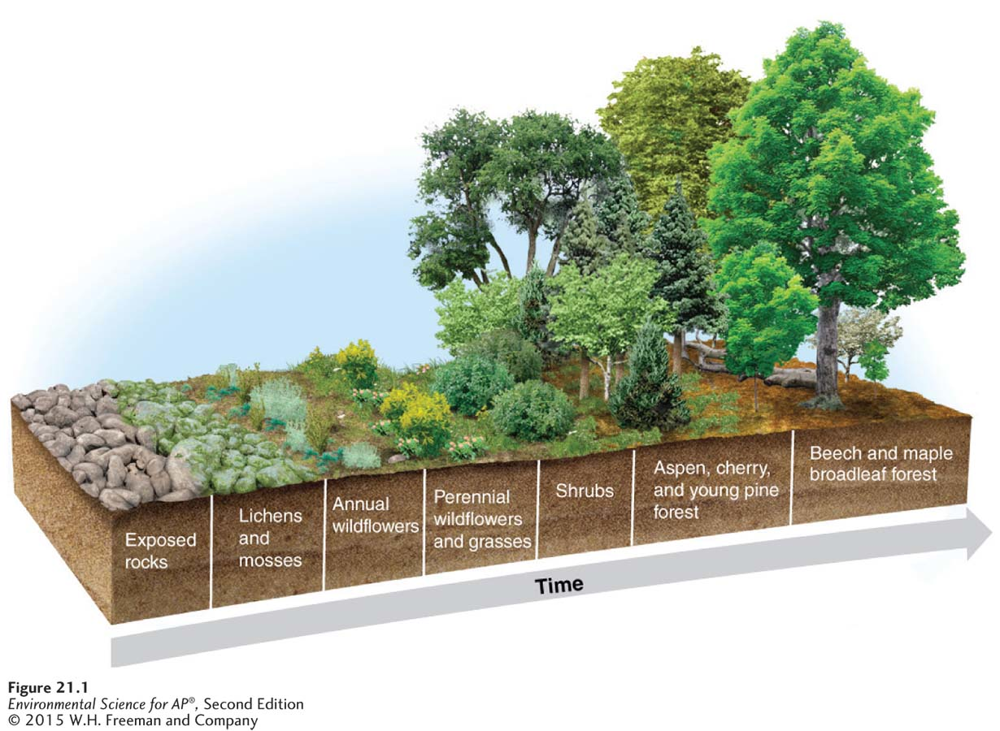 Exposed
rocks
Lichens
and
mosses
Annual
wildflowers
Perennial
wildflowers
and grasses
Shrubs
Aspen, cherry,
and young pine
forest
Beech and maple
broadleaf forest
Time
Figure 21.1
Environmental Science for AP®, Second Edition
© 2015 W.H. Freeman and Company